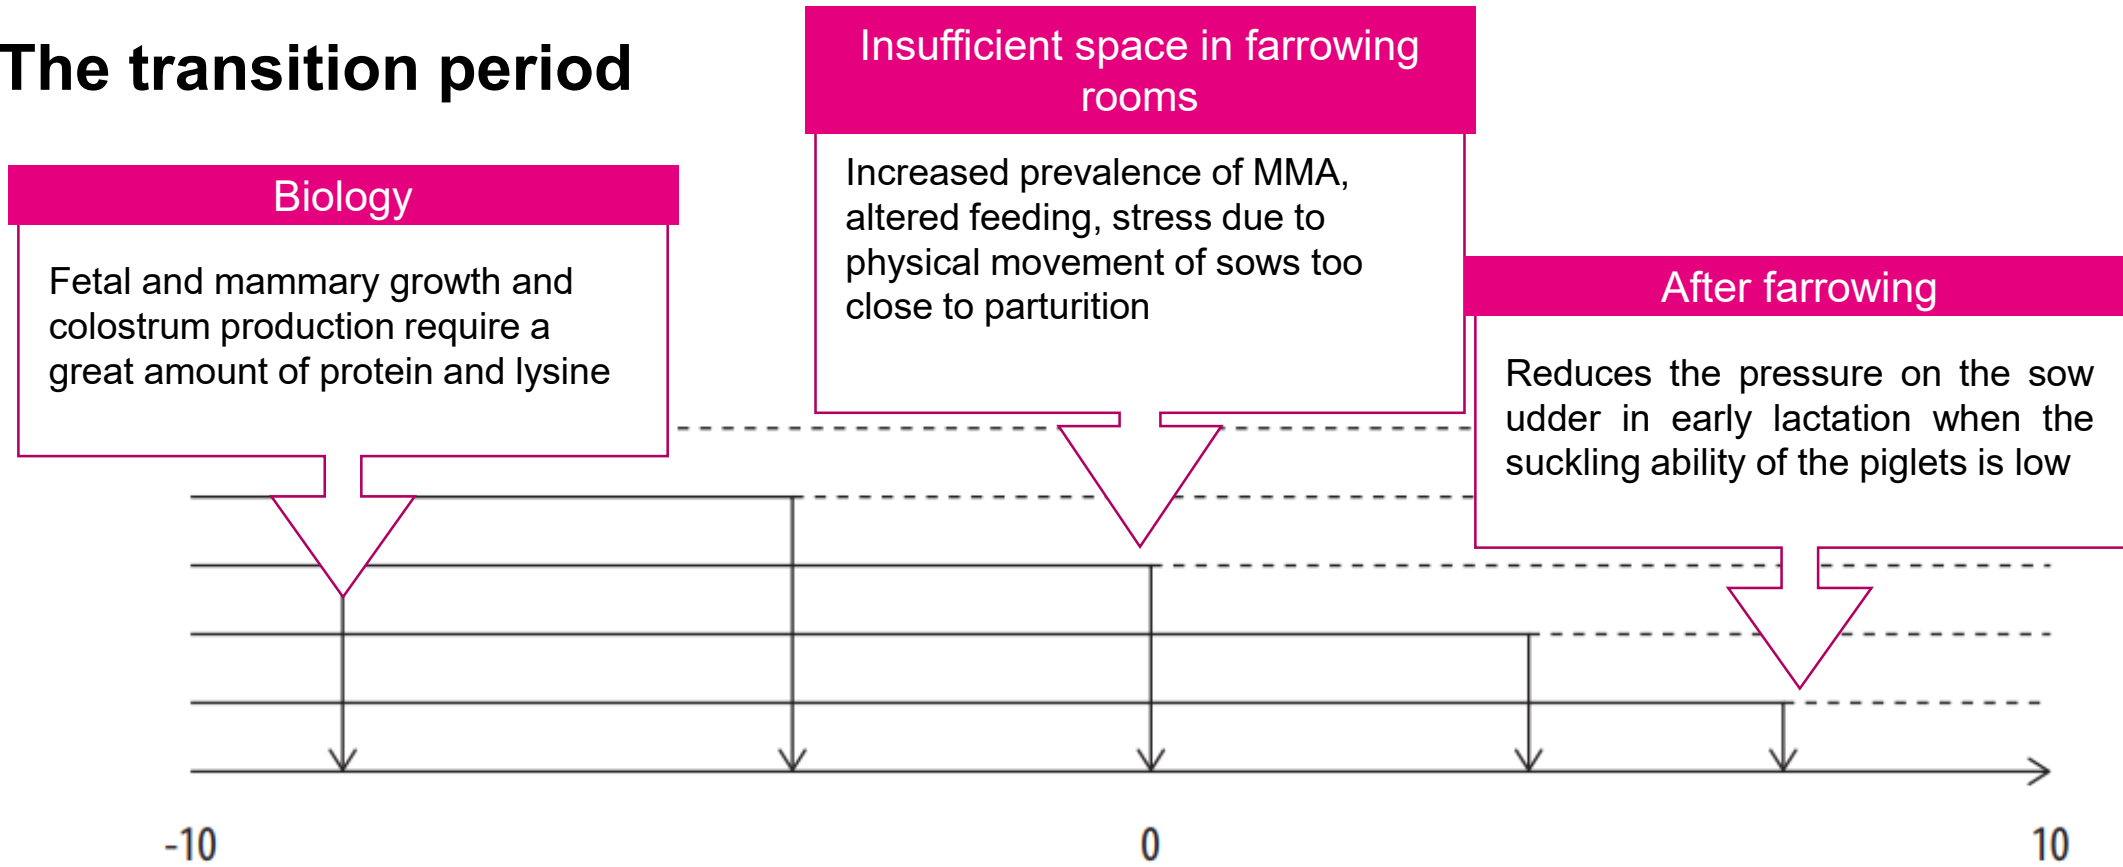 The transition period
Biology
Fetal and mammary growth and
colostrum production require a
great amount of protein and lysine
Insufficient space in farrowing
rooms
Increased prevalence of MMA,
altered feeding, stress due to
physical movement of sows too
close to parturition
After farrowing
Reduces the pressure on the sow
udder in early lactation when the
suckling ability of the piglets is low
-10
0
10